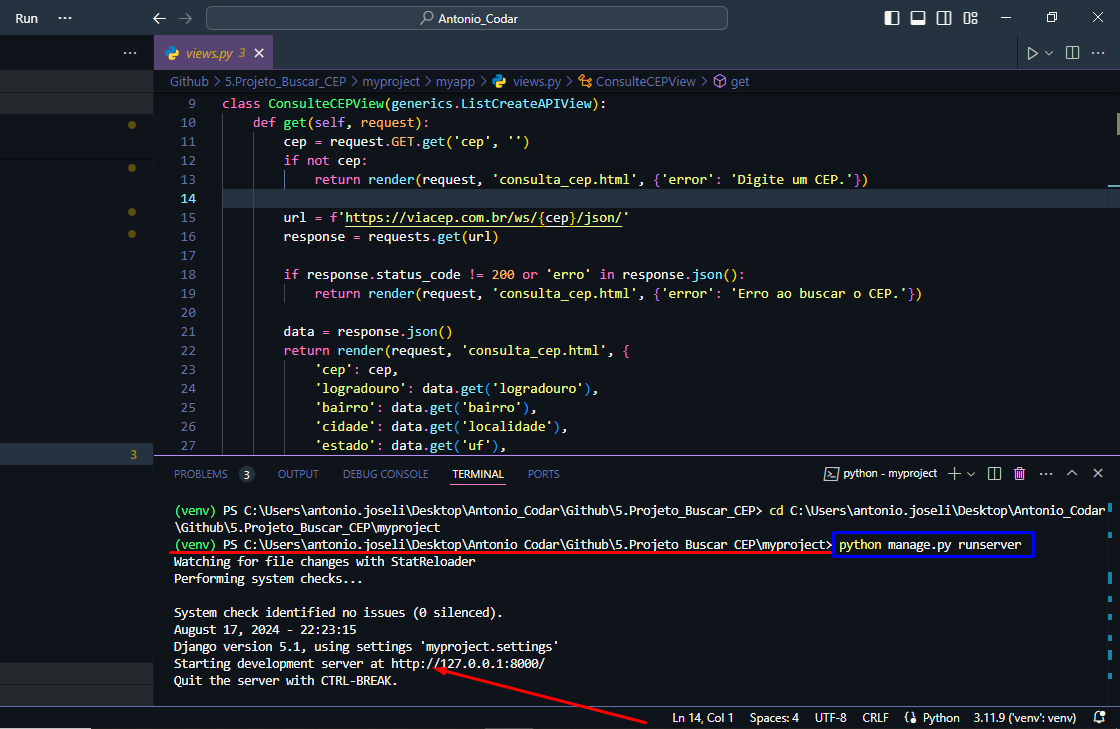 Run ···
Antonio_Codar
views.py 3
Github > 5.Projeto_Buscar_CEP > myproject > myapp > views.py > ConsulteCEPView > get
9 class ConsulteCEPView(generics.ListCreateAPIView):
10 def get(self, request):
11 cep = request.GET.get('cep', '')
12 if not cep:
13 return render(request, 'consulta_cep.html', {'error': 'Digite um CEP.'})
14
15 url = f'https://viacep.com.br/ws/{cep}/json/'
16 response = requests.get(url)
17
18 if response.status_code != 200 or 'erro' in response.json():
19 return render(request, 'consulta_cep.html', {'error': 'Erro ao buscar o CEP.'})
20
21 data = response.json()
22 return render(request, 'consulta_cep.html', {
23 'cep': cep,
24 'logradouro': data.get('logradouro'),
25 'bairro': data.get('bairro'),
26 'cidade': data.get('localidade'),
27 'estado': data.get('uf'),
3
PROBLEMS 3 OUTPUT DEBUG CONSOLE TERMINAL PORTS python - myproject
(venv) PS C:\Users\antonio.joseli\Desktop\Antonio_Codar\Github\5.Projeto_Buscar_CEP> cd C:\Users\antonio.joseli\Desktop\Antonio_Codar
\Github\5.Projeto_Buscar_CEP\myproject
(venv) PS C:\Users\antonio.joseli\Desktop\Antonio_Codar\Github\5.Projeto_Buscar_CEP\myproject> python manage.py runserver
Watching for file changes with StatReloader
Performing system checks...
System check identified no issues (0 silenced).
August 17, 2024 - 22:23:15
Django version 5.1, using settings 'myproject.settings'
Starting development server at http://127.0.0.1:8000/
Quit the server with CTRL-BREAK.
Ln 14, Col 1 Spaces: 4 UTF-8 CRLF Python 3.11.9 ('venv': venv)